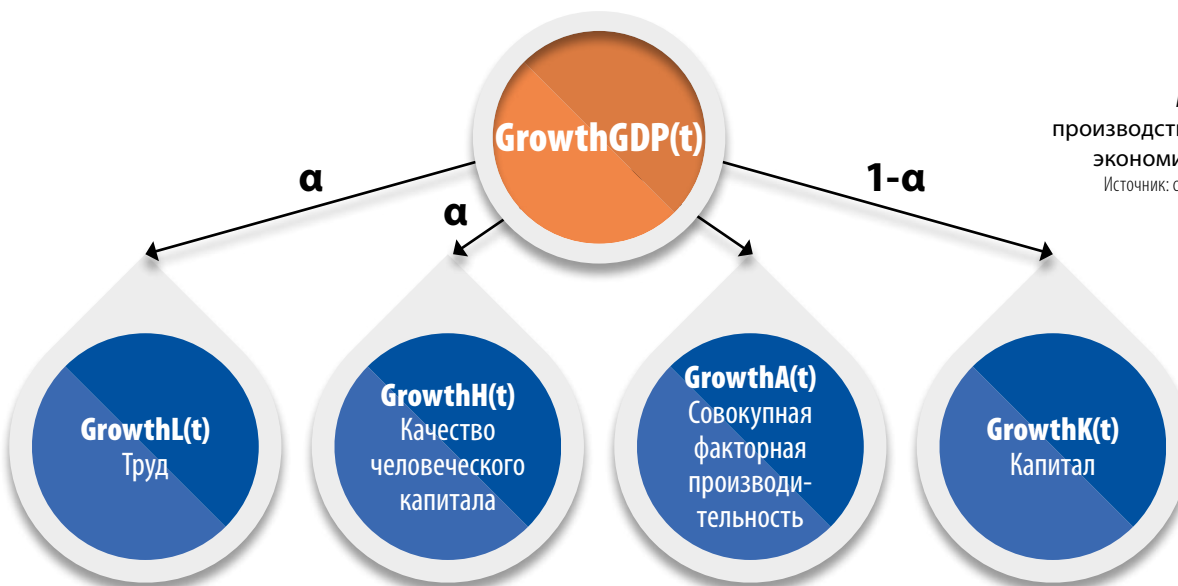 GrowthGDP(t)
производст
экономи
Источник: с
α
α
1-α
GrowthL(t)
Труд
GrowthH(t)
Качество
человеческого
капитала
GrowthA(t)
Совокупная
факторная
производи-
тельность
GrowthK(t)
Капитал